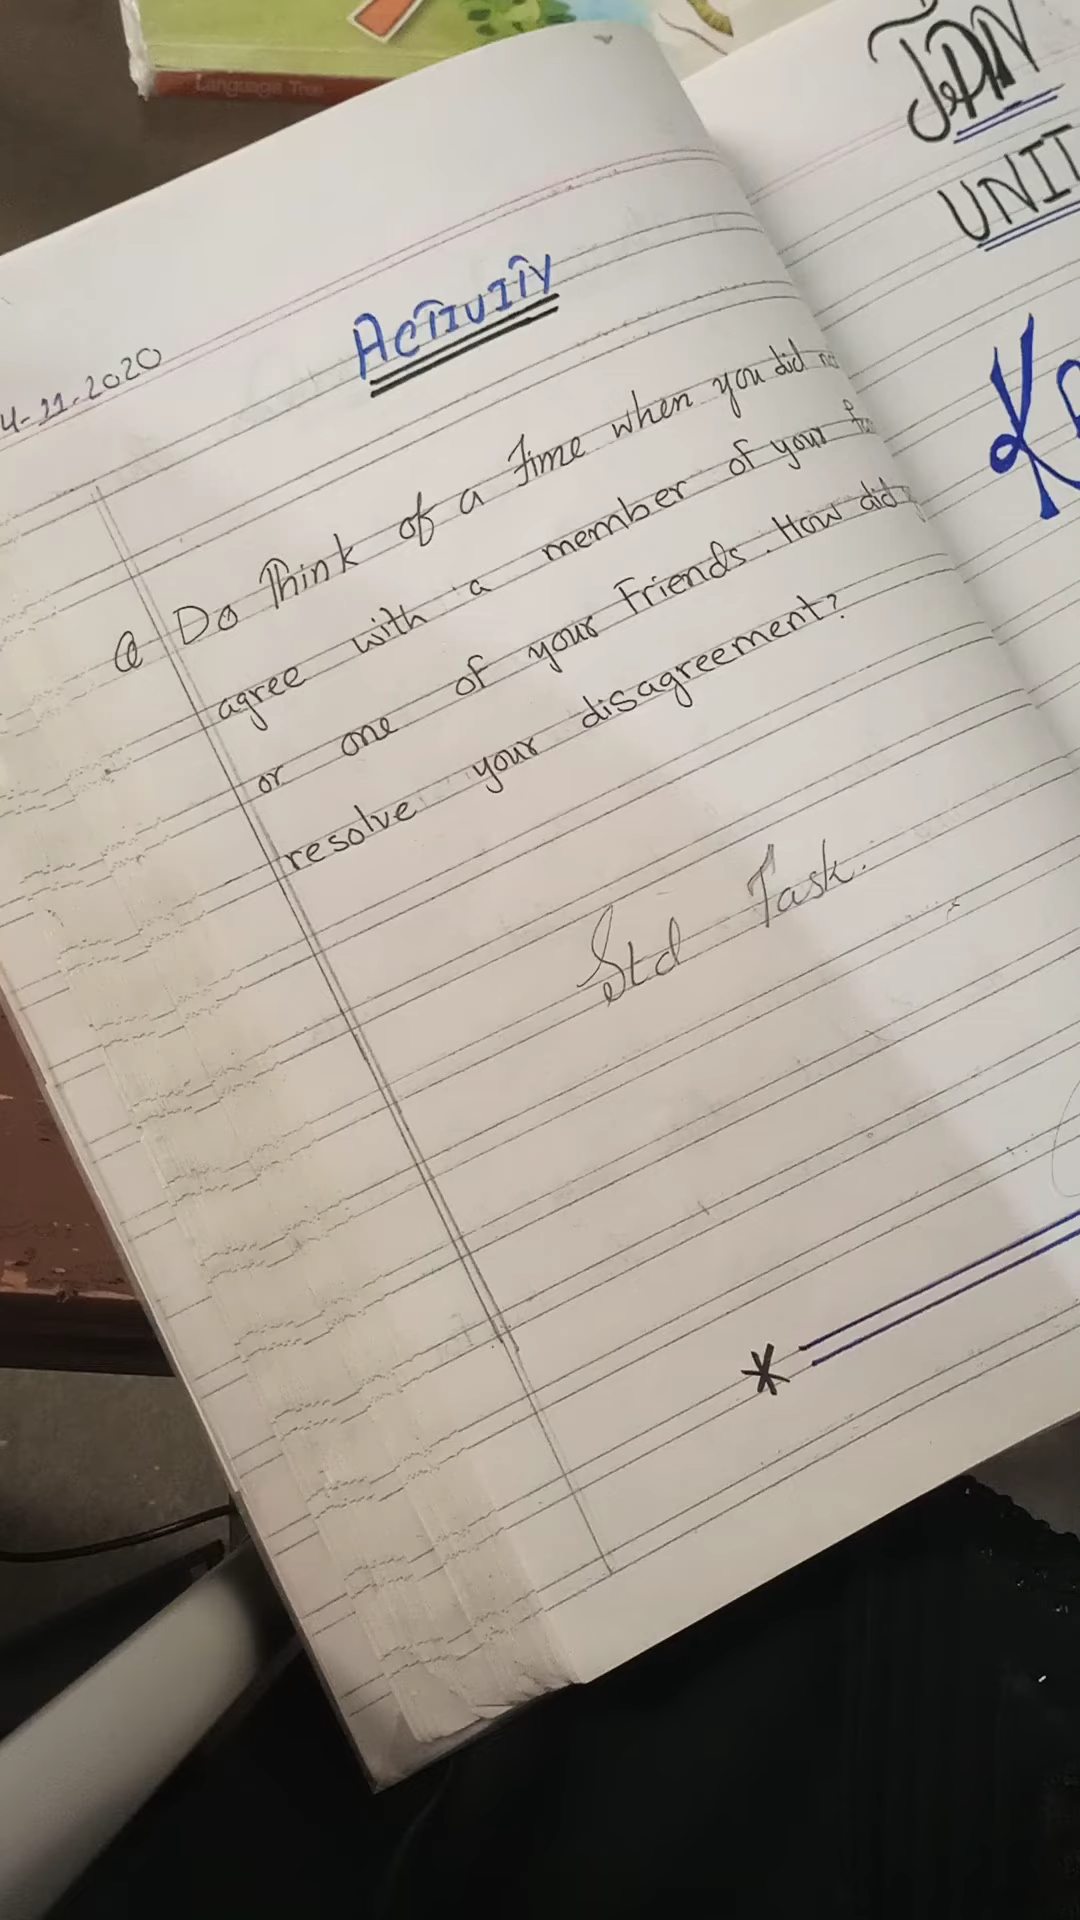 Language Tree
4-11-2020
ACTIVITY
Q Do Think of a time when you did
agree with a member of your
or one of your Friends. How did
resolve your disagreement?
Std Task.
UNIT